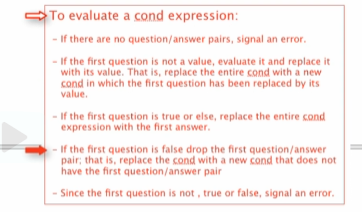 To evaluate a cond expression:
– If there are no question/answer pairs, signal an error.
– If the first question is not a value, evaluate it and replace it
with its value. That is, replace the entire cond with a new
cond in which the first question has been replaced by its
value.
– If the first question is true or else, replace the entire cond
expression with the first answer.
– If the first question is false drop the first question/answer
pair; that is, replace the cond with a new cond that does not
have the first question/answer pair
– Since the first question is not , true or false, signal an error.